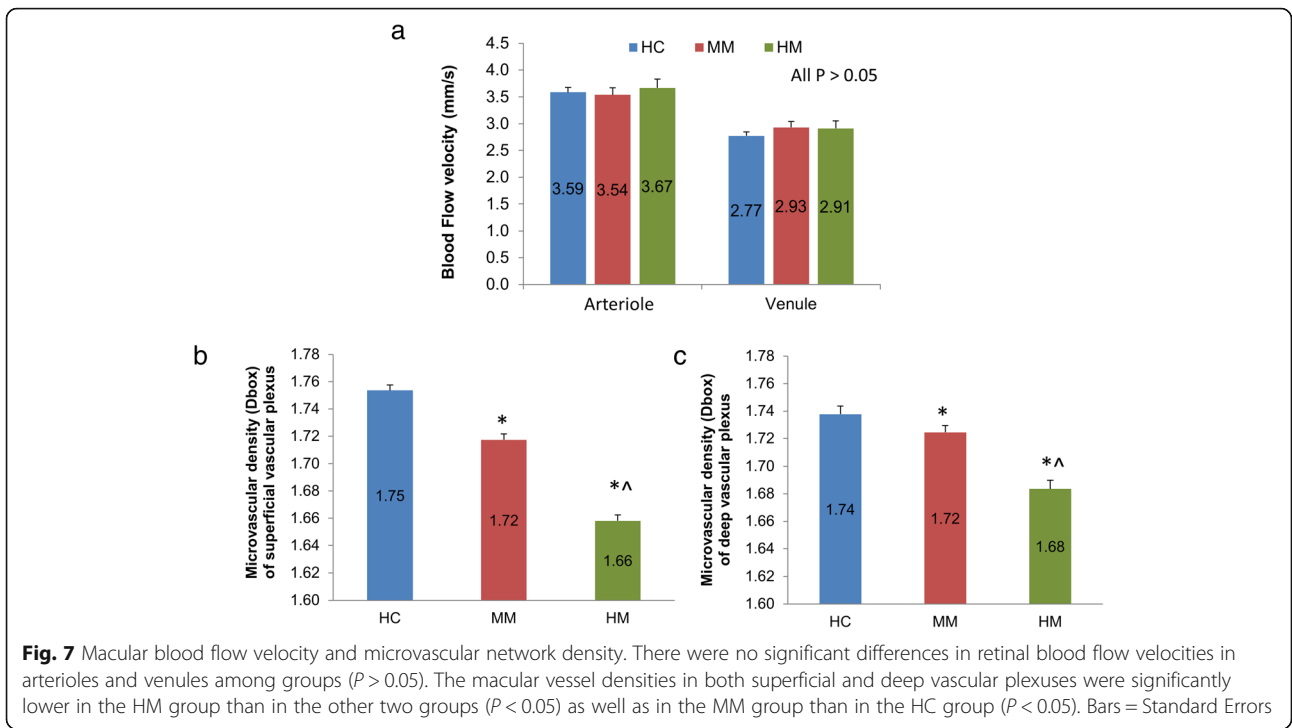 a
HC MM HM
All P > 0.05
Blood Flow velocity (mm/s)
4.5
4.0
3.5
3.0
2.5
2.0
1.5
1.0
0.5
0.0
3.59 3.54 3.67 2.77 2.93 2.91
Arteriole Venule
b
Microvascular density (Dbox)
of superficial vascular plexus
1.78
1.76
1.74
1.72
1.70
1.68
1.66
1.64
1.62
1.60
*
*^
1.75 1.72 1.66
HC MM HM
c
Microvascular density (Dbox)
of deep vascular plexus
1.78
1.76
1.74
1.72
1.70
1.68
1.66
1.64
1.62
1.60
*
*^
1.74 1.72 1.68
HC MM HM
Fig. 7 Macular blood flow velocity and microvascular network density. There were no significant differences in retinal blood flow velocities in
arterioles and venules among groups (P > 0.05). The macular vessel densities in both superficial and deep vascular plexuses were significantly
lower in the HM group than in the other two groups (P < 0.05) as well as in the MM group than in the HC group (P < 0.05). Bars = Standard Errors